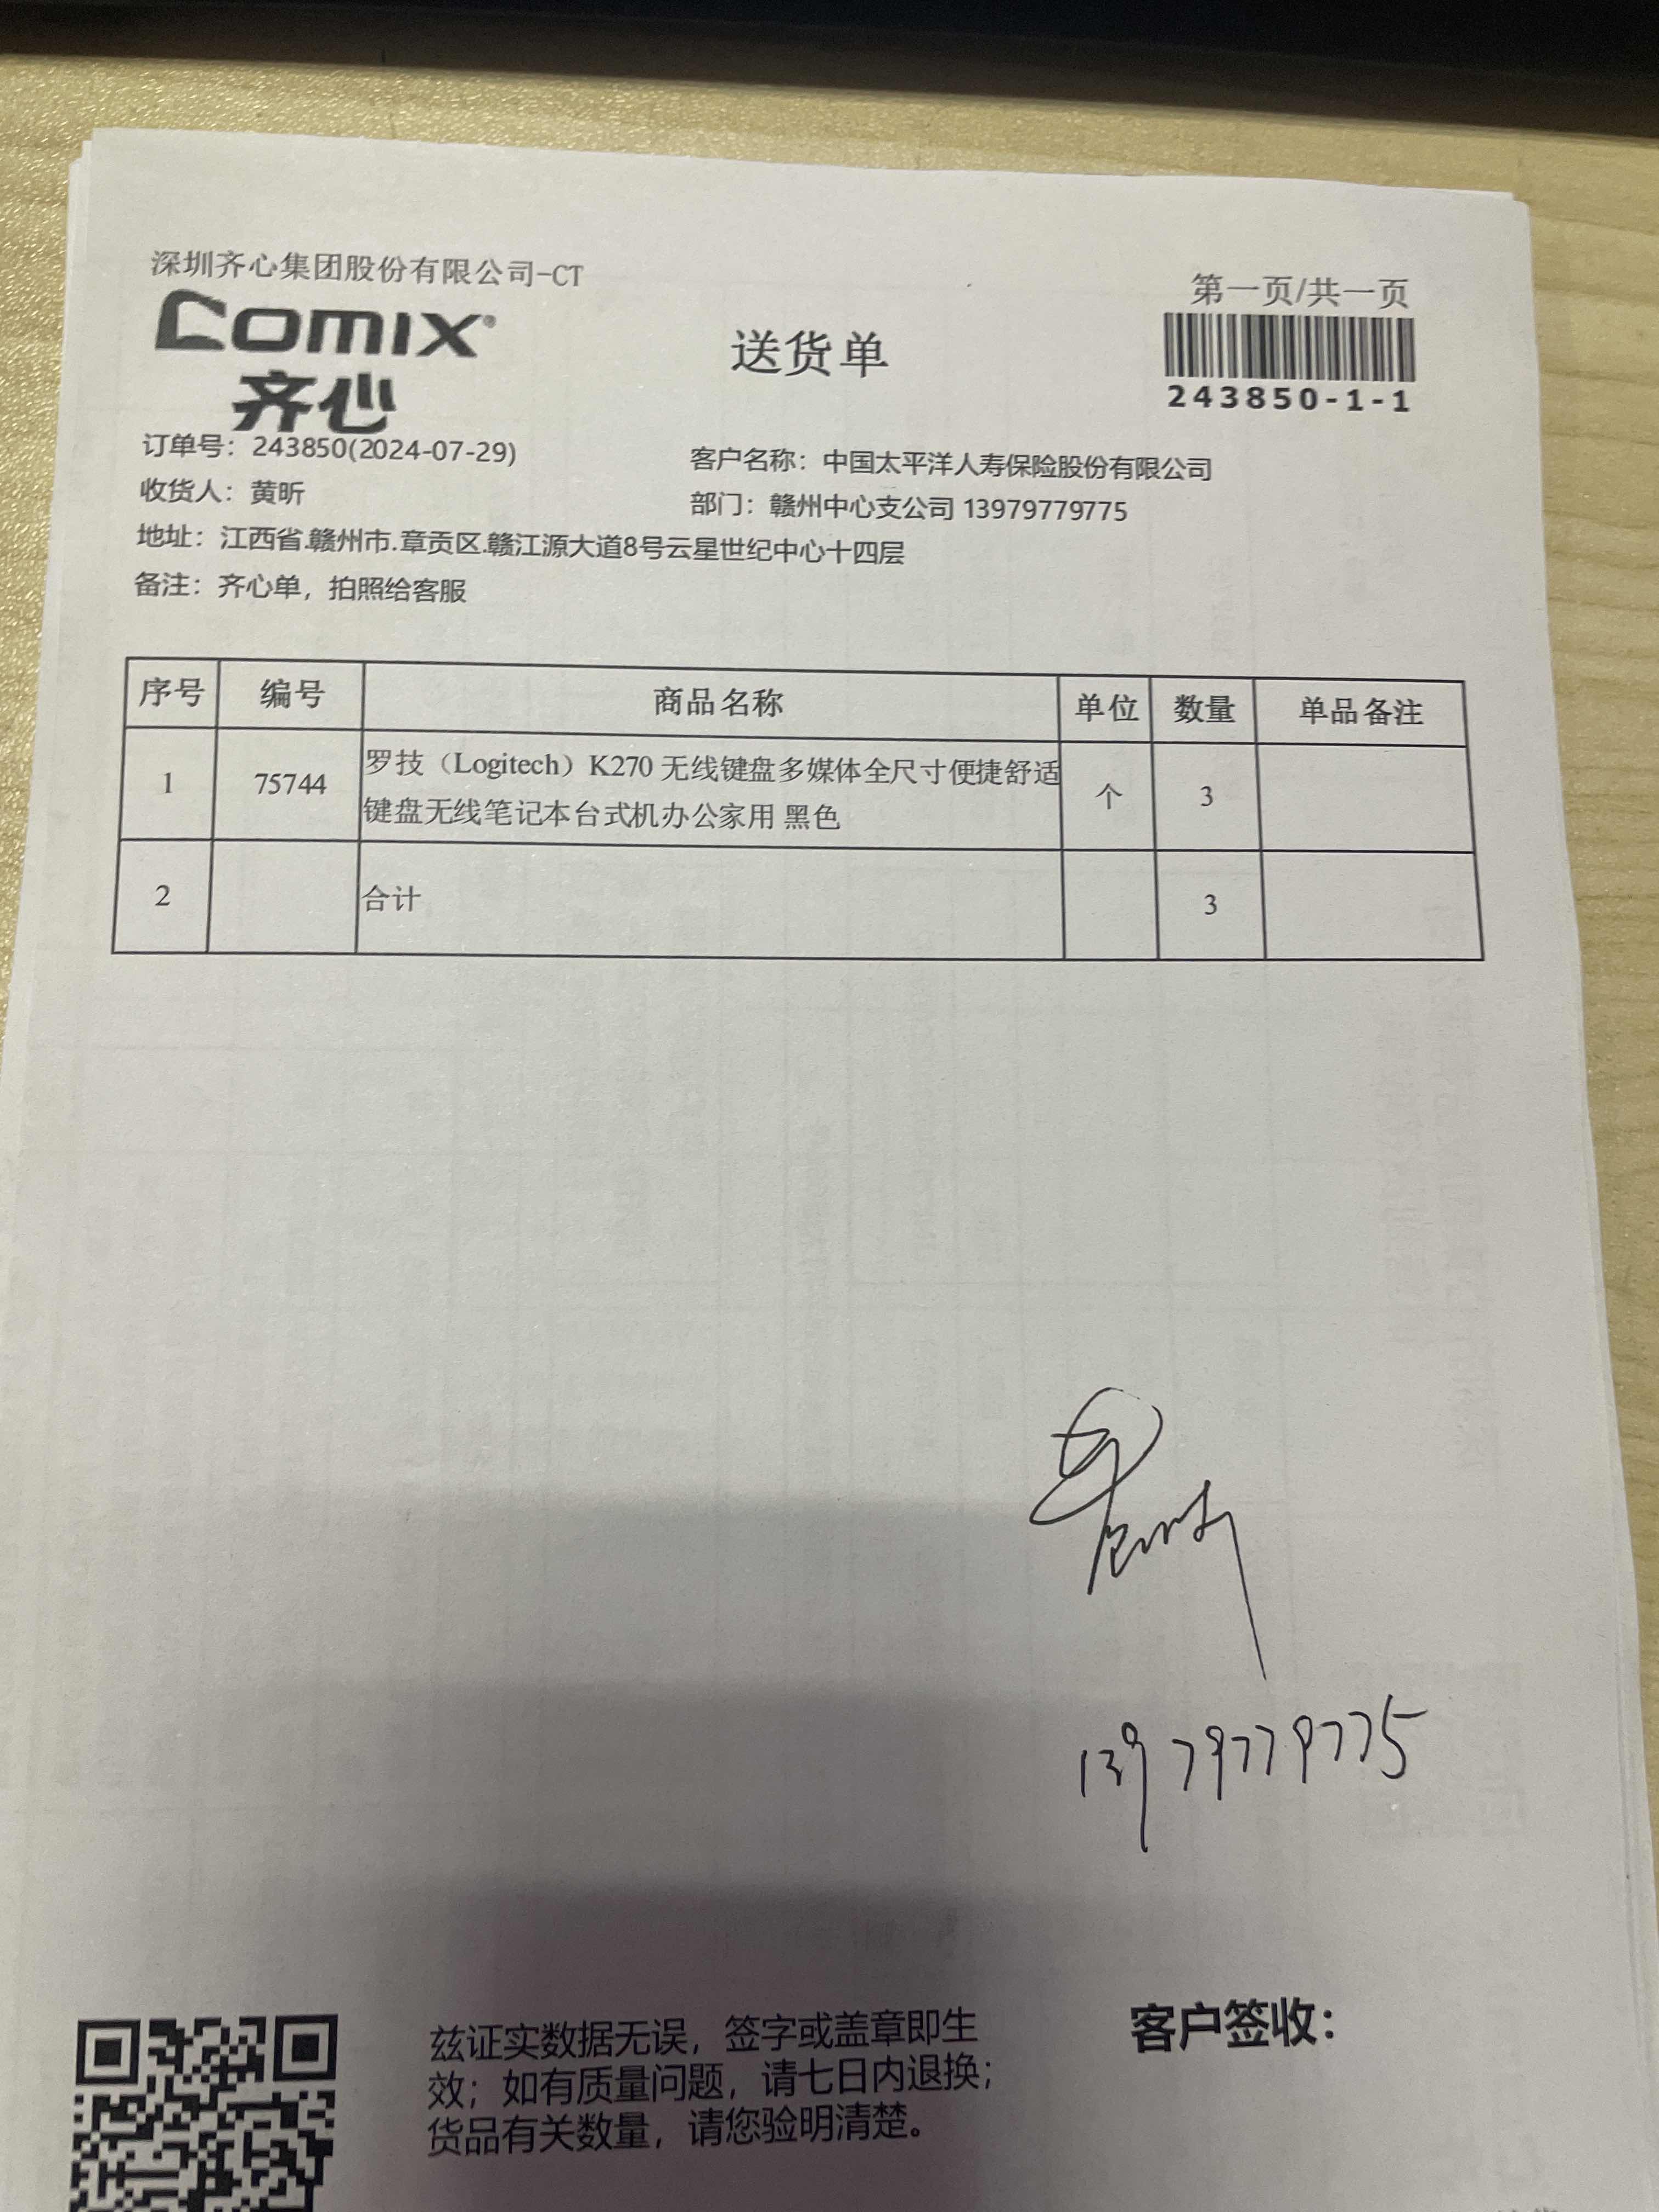 深圳齐心集团股份有限公司-CT
第一页/共一页
comix®
齐心
送货单
243850-1-1
订单号：243850(2024-07-29)
客户名称：中国太平洋人寿保险股份有限公司
收货人：黄昕
部门：赣州中心支公司 13979779775
地址：江西省.赣州市.章贡区.赣江源大道8号云星世纪中心十四层
备注：齐心单，拍照给客服
序号 编号 商品名称 单位 数量 单品备注
1 75744 罗技（Logitech）K270 无线键盘多媒体全尺寸便捷舒适 个 3
键盘无线笔记本台式机办公家用 黑色
2 合计 3
13979779775
兹证实数据无误，签字或盖章即生
效；如有质量问题，请七日内退换；
货品有关数量，请您验明清楚。
客户签收：